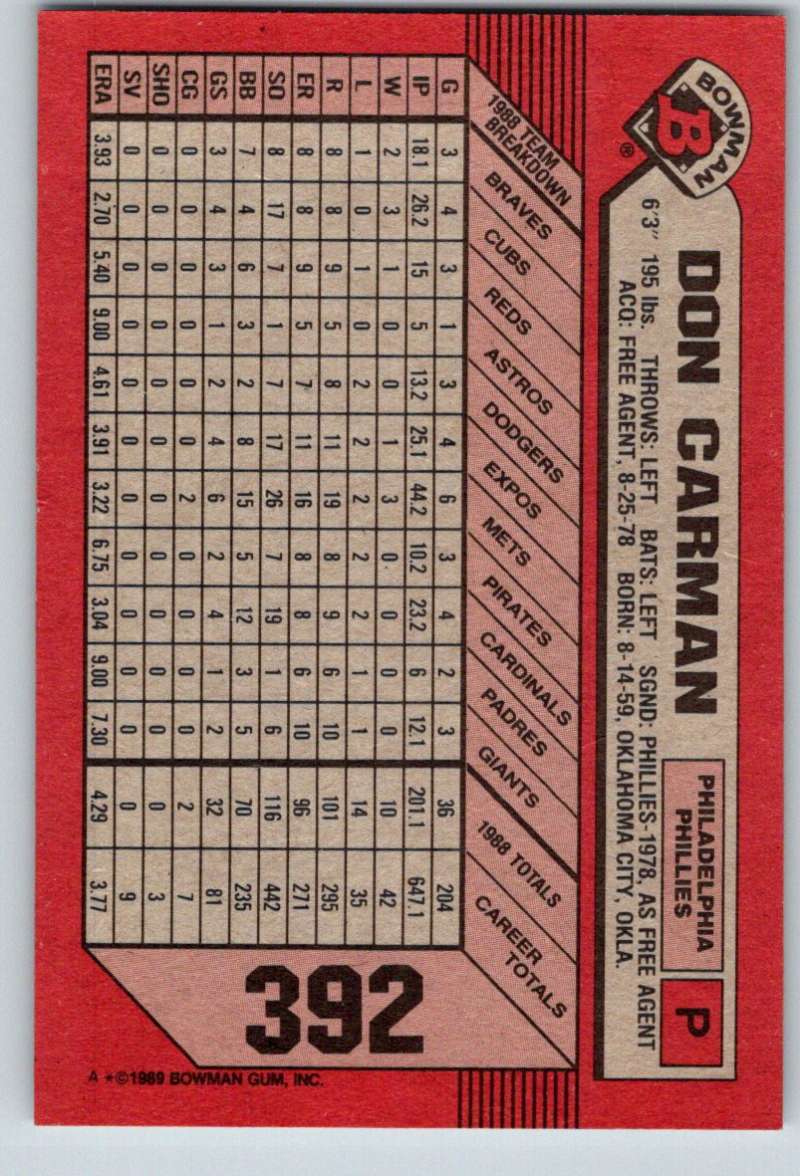 BOWMAN
B
®
DON CARMAN
PHILADELPHIA
PHILLIES
P
6'3" 195 lbs. THROWS: LEFT BATS: LEFT SGND: PHILLIES-1978, AS FREE AGENT
ACQ: FREE AGENT, 8-25-78 BORN: 8-14-59, OKLAHOMA CITY, OKLA.
1988 TEAM
BREAKDOWN
BRAVES
CUBS
REDS
ASTROS
DODGERS
EXPOS
METS
PIRATES
CARDINALS
PADRES
GIANTS
1988 TOTALS
CAREER
TOTALS
G 3 4 3 1 3 4 6 3 4 2 3 36 204
IP 18.1 26.2 15 5 13.2 25.1 44.2 10.2 23.2 6 12.1 201.1 647.1
W 2 3 1 0 0 1 3 0 0 0 0 10 42
L 1 0 1 0 2 2 2 2 2 1 1 14 35
R 8 8 9 5 8 11 19 8 9 6 10 101 295
ER 8 8 9 5 7 11 16 8 8 6 10 96 271
SO 8 17 7 1 7 17 26 7 19 1 6 116 442
BB 7 4 6 3 2 8 15 5 12 3 5 70 235
GS 3 4 3 1 2 4 6 2 4 1 2 32 81
CG 0 0 0 0 0 0 2 0 0 0 0 2 7
SHO 0 0 0 0 0 0 0 0 0 0 0 0 3
SV 0 0 0 0 0 0 0 0 0 0 0 0 9
ERA 3.93 2.70 5.40 9.00 4.61 3.91 3.22 6.75 3.04 9.00 7.30 4.29 3.77
392
A *©1989 BOWMAN GUM, INC.